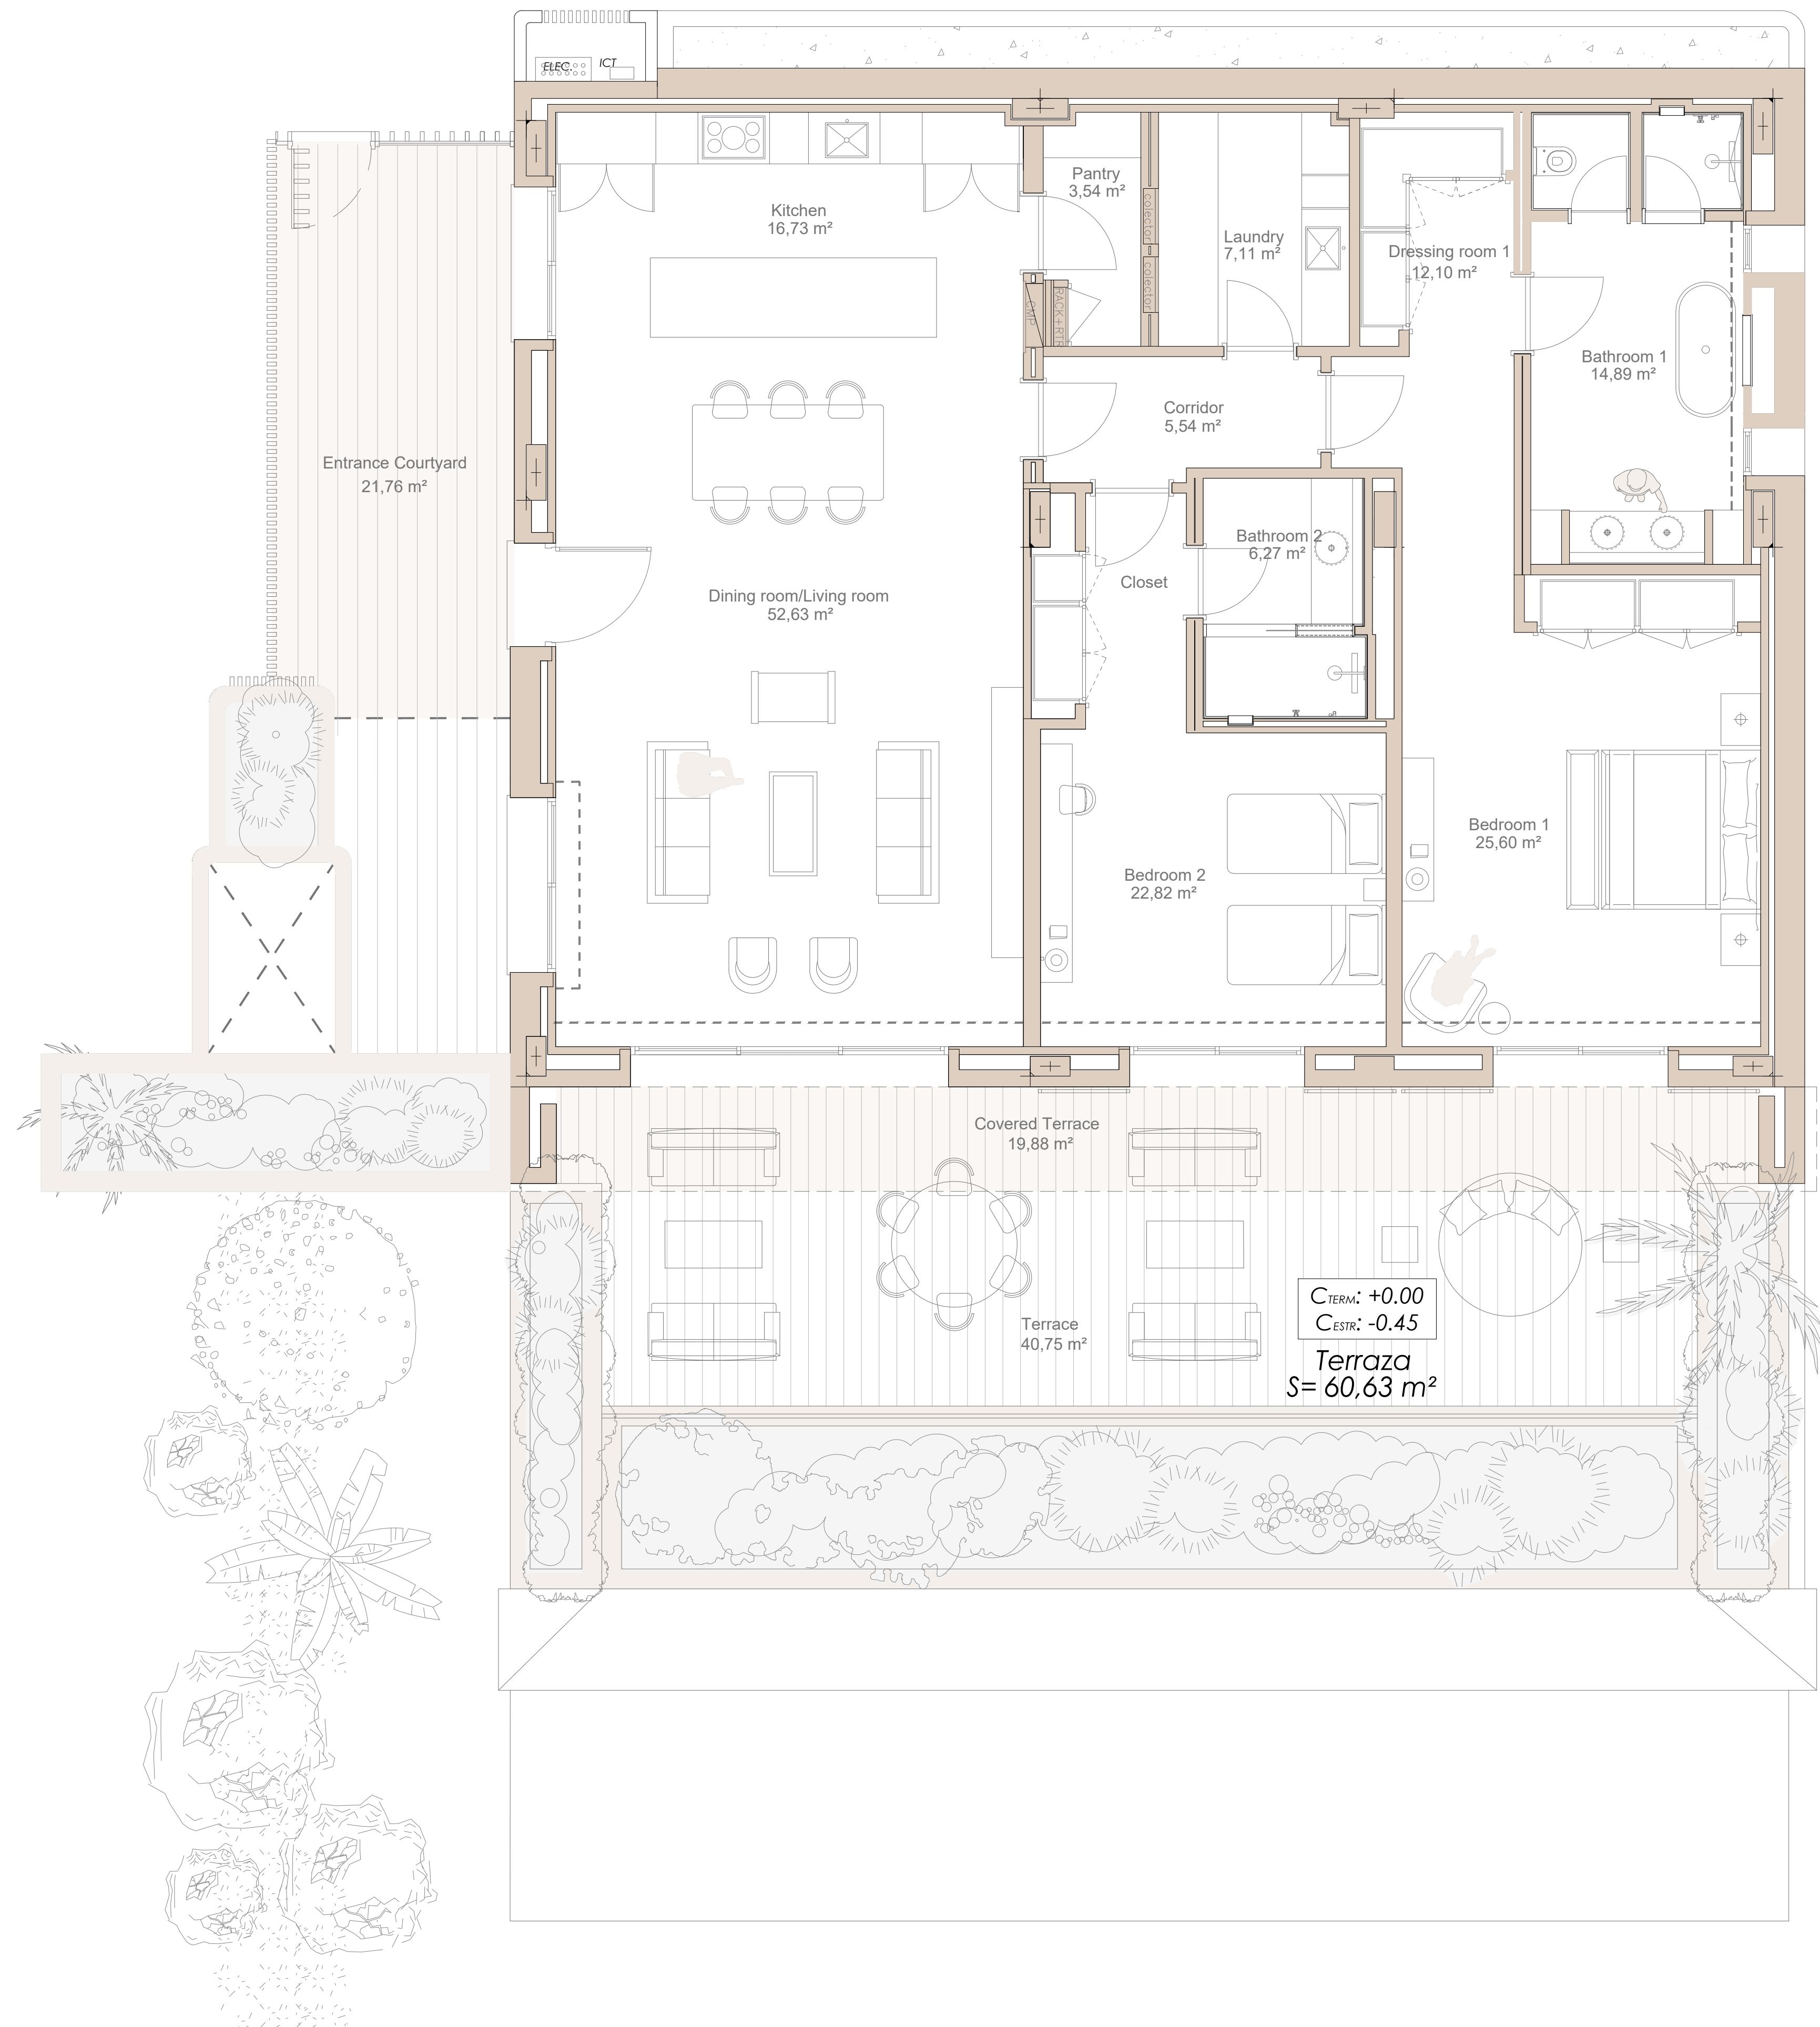 ELEC.
ICT
Pantry
3,54 m²
Kitchen
16,73 m²
colector
colector
Laundry
7,11 m²
Dressing room 1
12,10 m²
CMP
RACK+RTR
Bathroom 1
14,89 m²
Corridor
5,54 m²
Entrance Courtyard
21,76 m²
Bathroom 2
6,27 m²
Closet
Dining room/Living room
52,63 m²
Bedroom 1
25,60 m²
Bedroom 2
22,82 m²
Covered Terrace
19,88 m²
CTERM: +0.00
CESTR: -0.45
Terrace
40,75 m²
Terraza
S= 60,63 m²